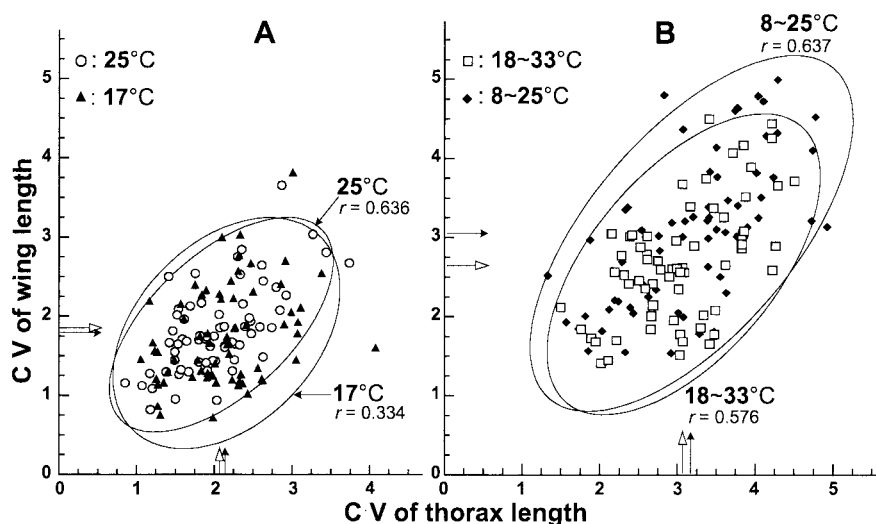 A
B
○ : 25°C
▲ : 17°C
□ : 18~33°C
◆ : 8~25°C
8~25°C
r = 0.637
25°C
r = 0.636
17°C
r = 0.334
18~33°C
r = 0.576
C V of wing length
5
4
3
2
1
0
5
4
3
2
1
0
0 1 2 3 4
0 1 2 3 4 5
C V of thorax length